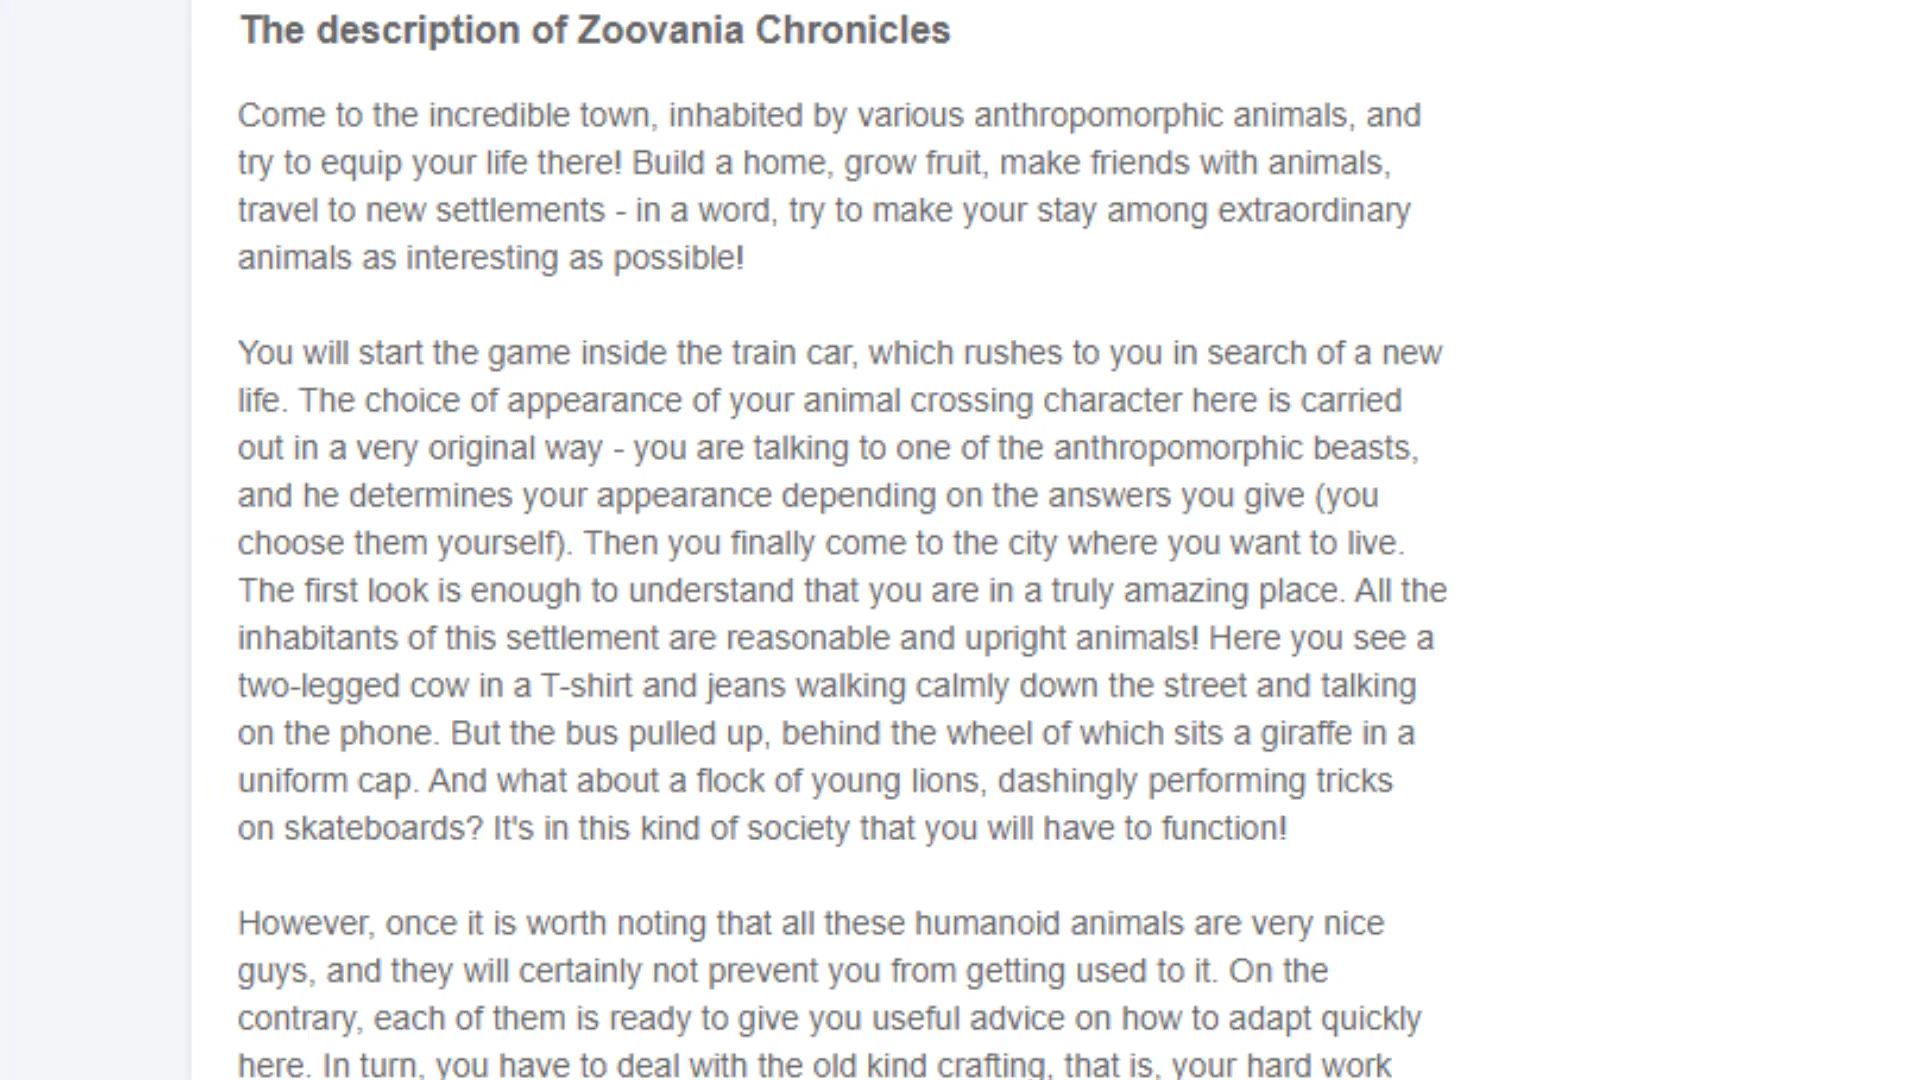 The description of Zoovania Chronicles
Come to the incredible town, inhabited by various anthropomorphic animals, and
try to equip your life there! Build a home, grow fruit, make friends with animals,
travel to new settlements - in a word, try to make your stay among extraordinary
animals as interesting as possible!
You will start the game inside the train car, which rushes to you in search of a new
life. The choice of appearance of your animal crossing character here is carried
out in a very original way - you are talking to one of the anthropomorphic beasts,
and he determines your appearance depending on the answers you give (you
choose them yourself). Then you finally come to the city where you want to live.
The first look is enough to understand that you are in a truly amazing place. All the
inhabitants of this settlement are reasonable and upright animals! Here you see a
two-legged cow in a T-shirt and jeans walking calmly down the street and talking
on the phone. But the bus pulled up, behind the wheel of which sits a giraffe in a
uniform cap. And what about a flock of young lions, dashingly performing tricks
on skateboards? It's in this kind of society that you will have to function!
However, once it is worth noting that all these humanoid animals are very nice
guys, and they will certainly not prevent you from getting used to it. On the
contrary, each of them is ready to give you useful advice on how to adapt quickly
here. In turn, you have to deal with the old kind crafting, that is, your hard work